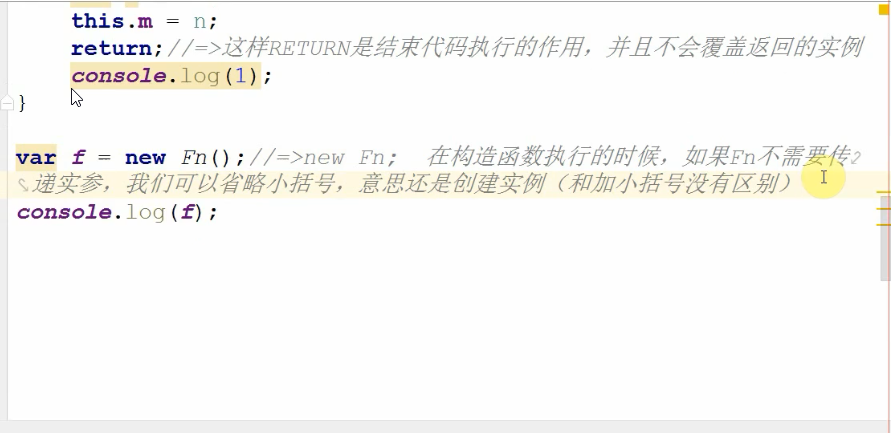 this.m = n;
return;//=>这样RETURN是结束代码执行的作用，并且不会覆盖返回的实例
console.log(1);
}
var f = new Fn();//=>new Fn; 在构造函数执行的时候，如果Fn不需要传
递实参，我们可以省略小括号，意思还是创建实例（和加小括号没有区别）
console.log(f);